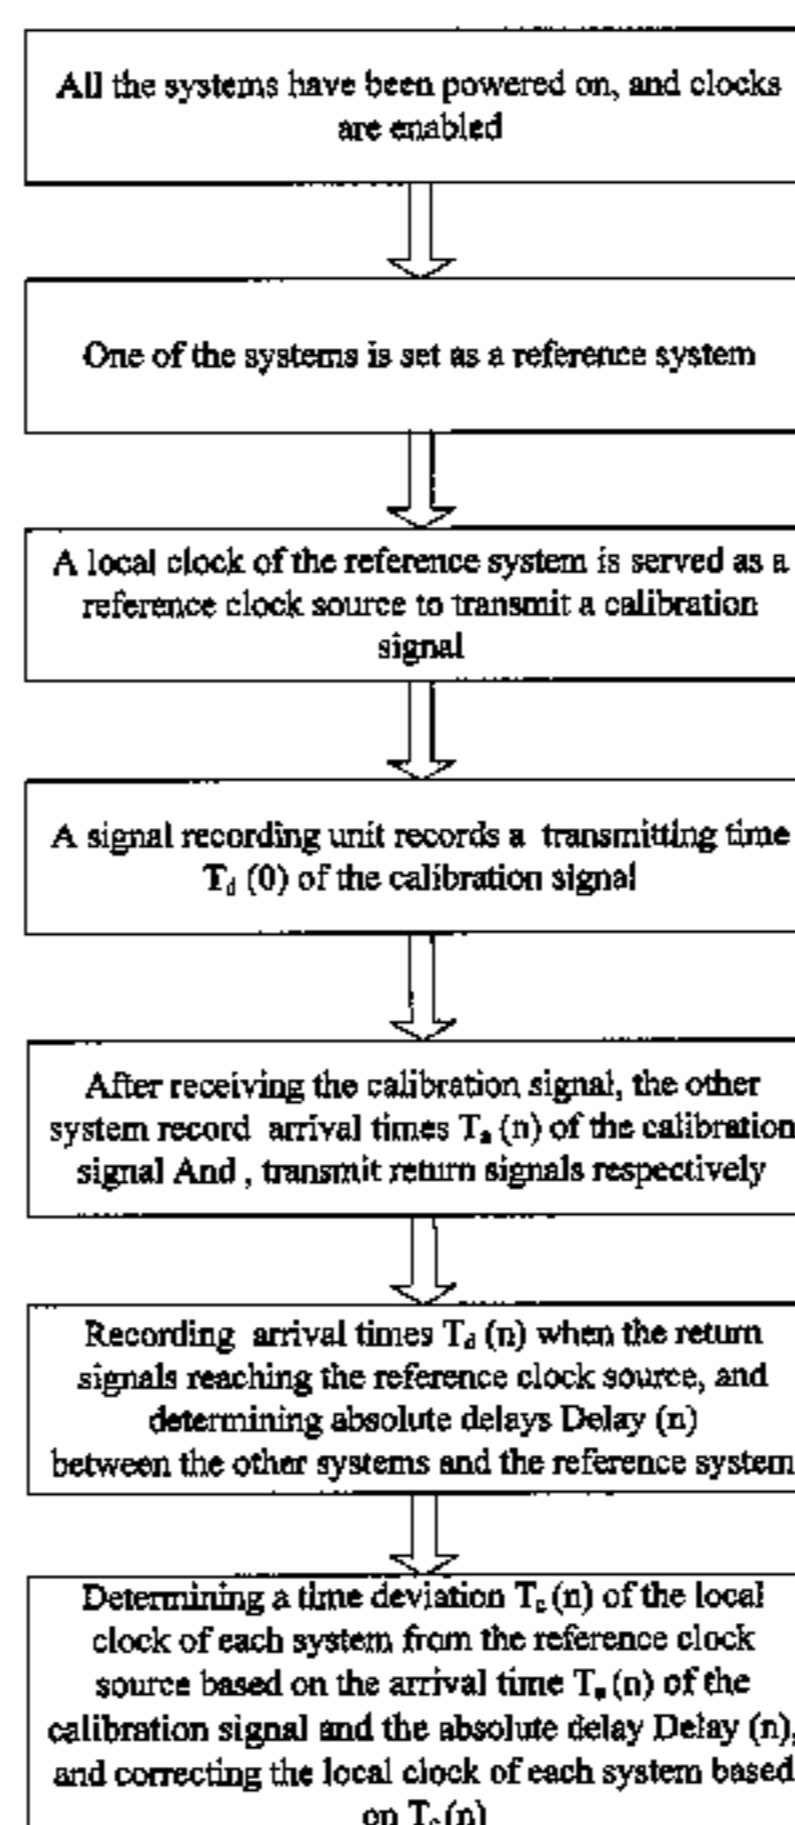 All the systems have been powered on, and clocks
are enabled
One of the systems is set as a reference system
A local clock of the reference system is served as a
reference clock source to transmit a calibration
signal
A signal recording unit records a transmitting time
T_d (0) of the calibration signal
After receiving the calibration signal, the other
system record arrival times T_a (n) of the calibration
signal And , transmit return signals respectively
Recording arrival times T_d (n) when the return
signals reaching the reference clock source, and
determining absolute delays Delay (n)
between the other systems and the reference system
Determining a time deviation T_c (n) of the local
clock of each system from the reference clock
source based on the arrival time T_a (n) of the
calibration signal and the absolute delay Delay (n),
and correcting the local clock of each system based
on T_c (n)